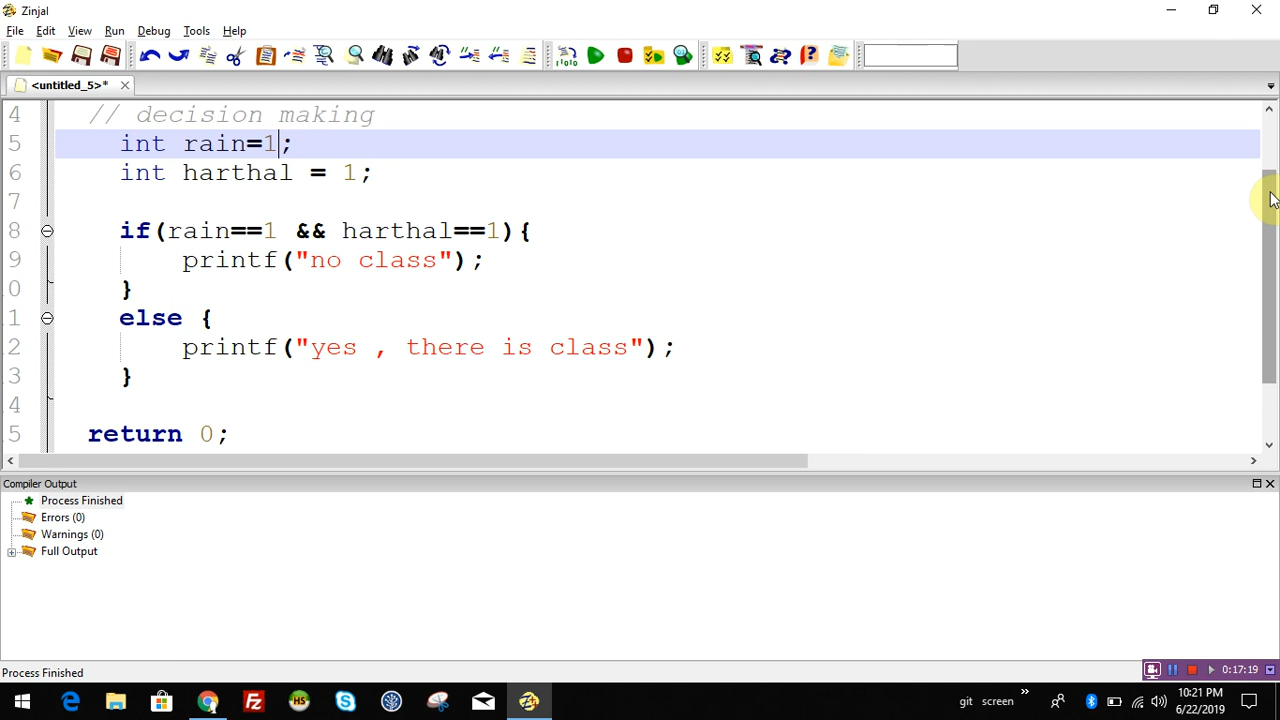 Zinjal
File Edit View Run Debug Tools Help
<untitled_5>*
4 // decision making
5 int rain=1;
6 int harthal = 1;
7
8 if(rain==1 && harthal==1){
9 printf("no class");
0 }
1 else {
2 printf("yes , there is class");
3 }
4
5 return 0;
Compiler Output
Process Finished
Errors (0)
Warnings (0)
Full Output
Process Finished
0:17:19
git screen
10:21 PM
6/22/2019